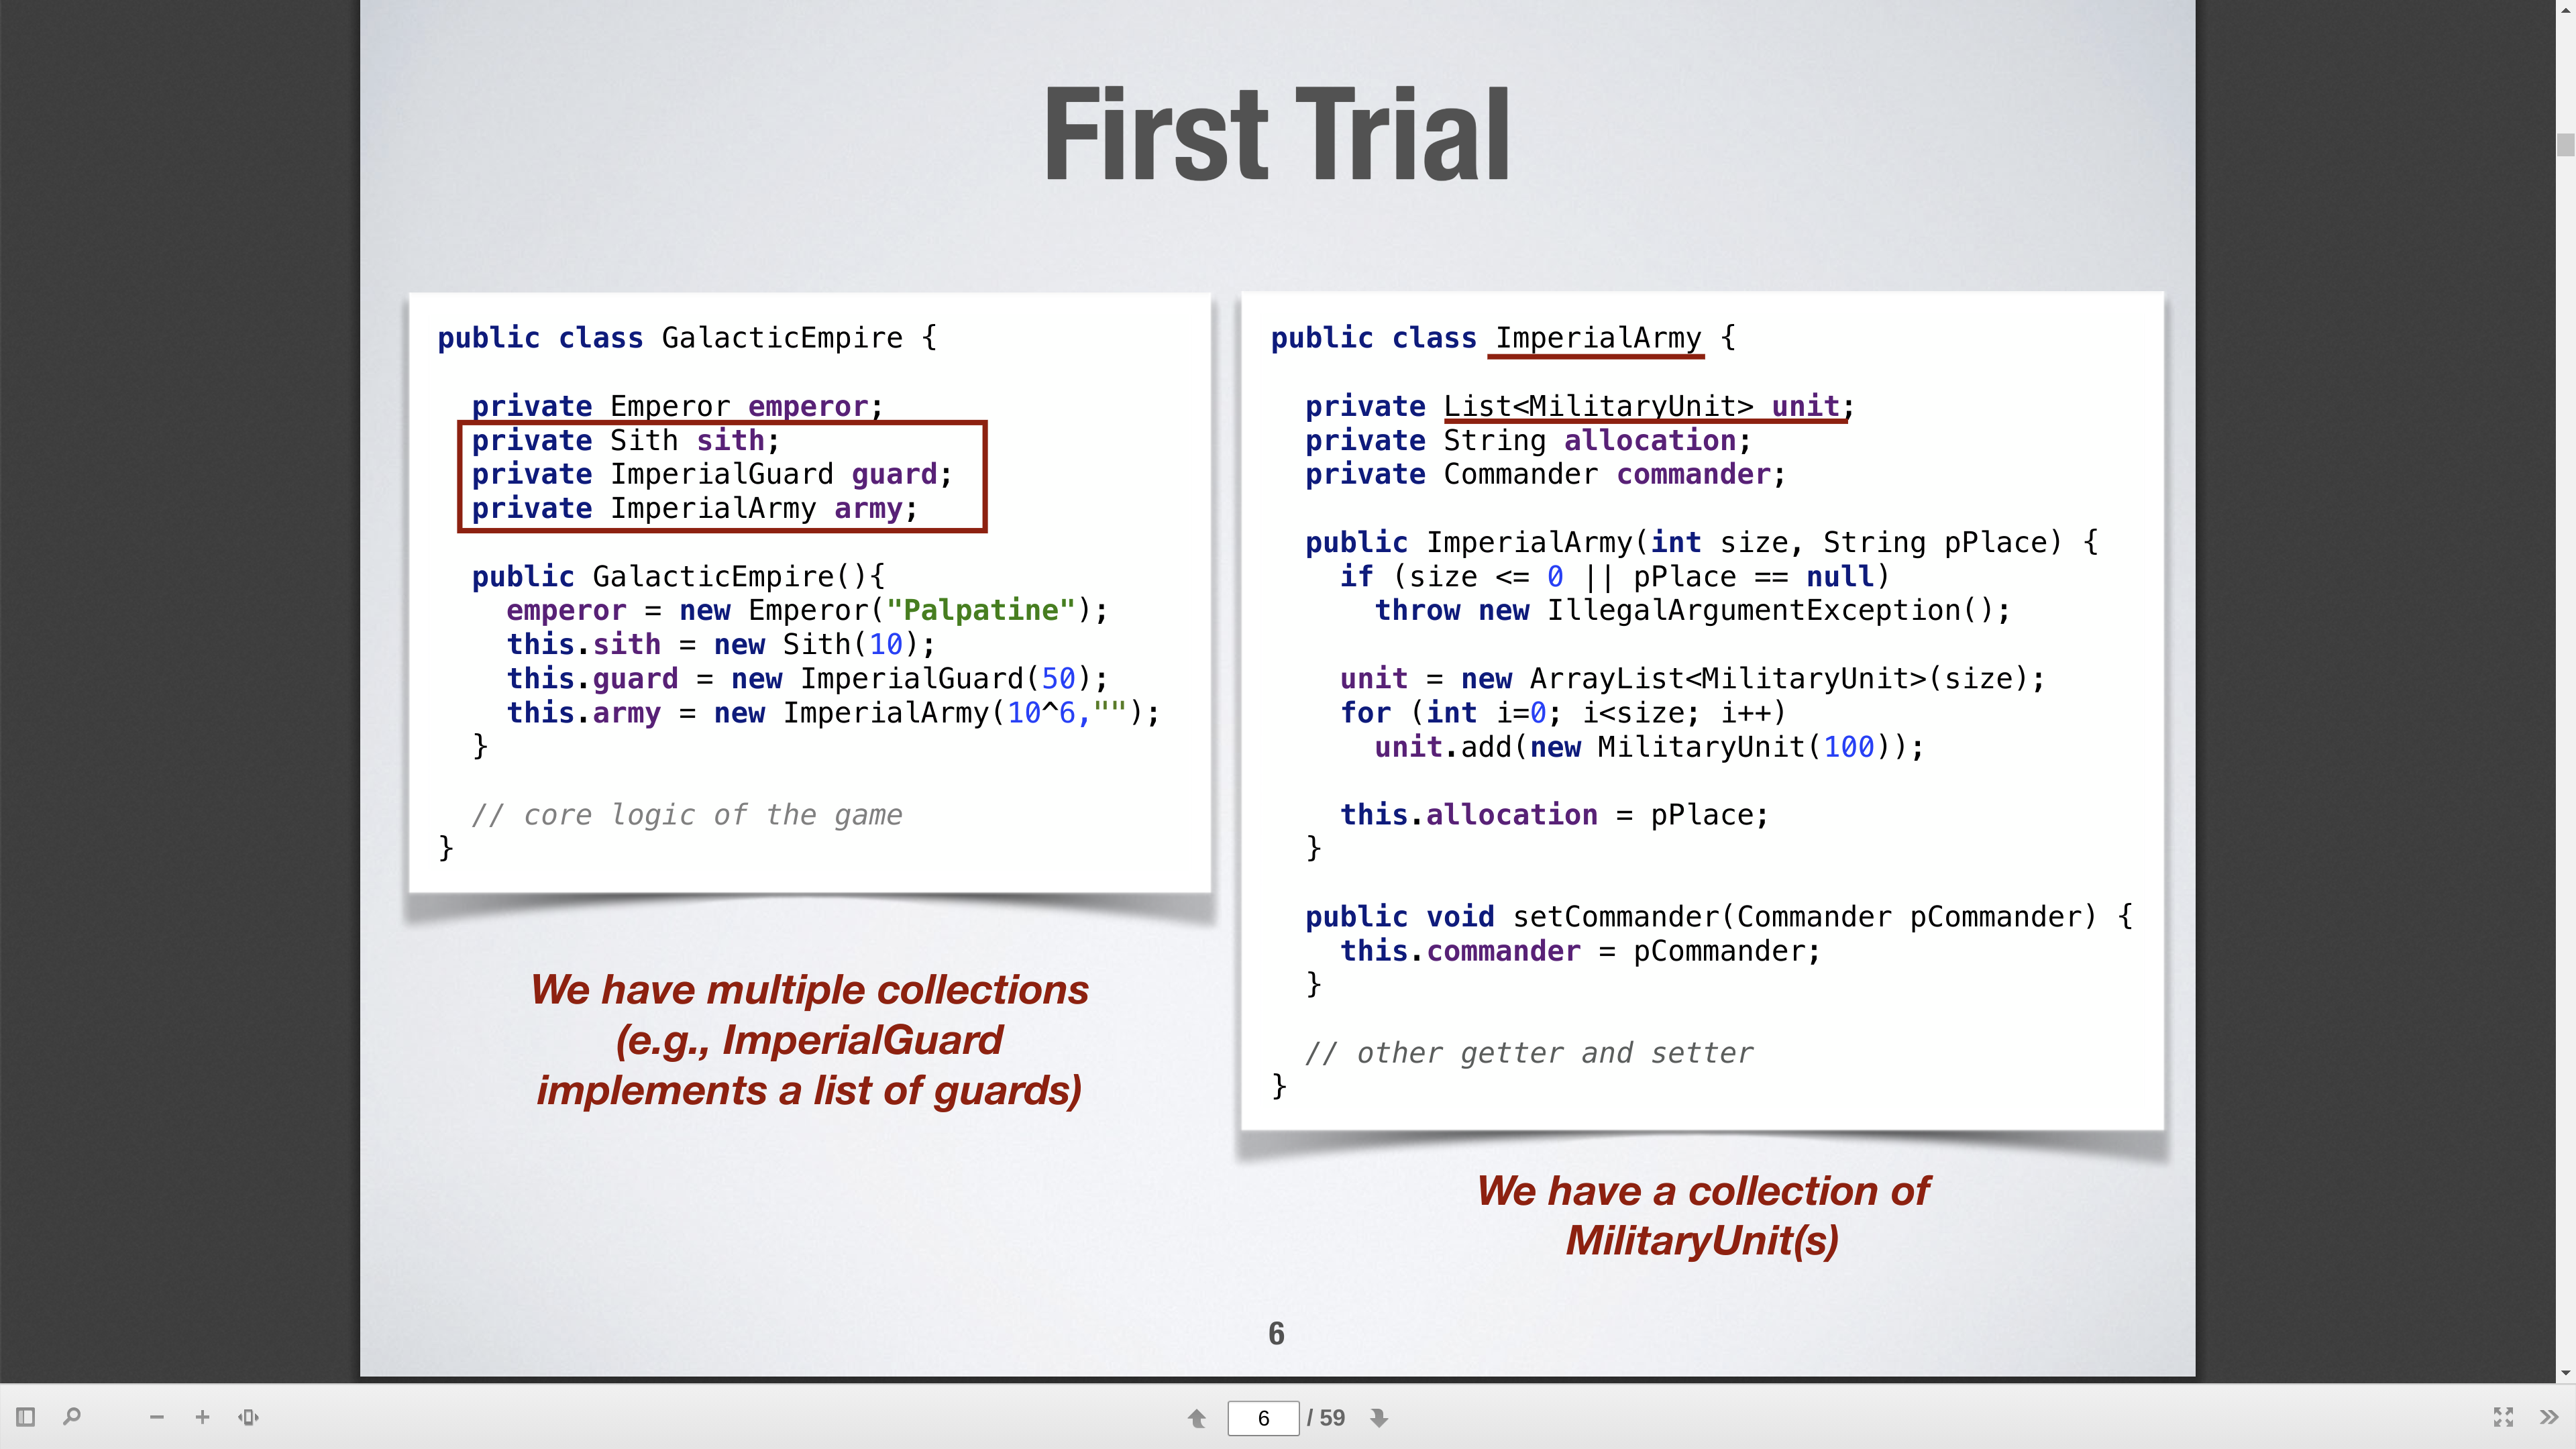 First Trial
public class GalacticEmpire {
private Emperor emperor;
private Sith sith;
private ImperialGuard guard;
private ImperialArmy army;
public GalacticEmpire(){
emperor = new Emperor("Palpatine");
this.sith = new Sith(10);
this.guard = new ImperialGuard(50);
this.army = new ImperialArmy(10^6,"");
}
// core logic of the game
}
We have multiple collections
(e.g., ImperialGuard
implements a list of guards)
public class ImperialArmy {
private List<MilitaryUnit> unit;
private String allocation;
private Commander commander;
public ImperialArmy(int size, String pPlace) {
if (size <= 0 || pPlace == null)
throw new IllegalArgumentException();
unit = new ArrayList<MilitaryUnit>(size);
for (int i=0; i<size; i++)
unit.add(new MilitaryUnit(100));
this.allocation = pPlace;
}
public void setCommander(Commander pCommander) {
this.commander = pCommander;
}
// other getter and setter
}
We have a collection of
MilitaryUnit(s)
6
6 / 59